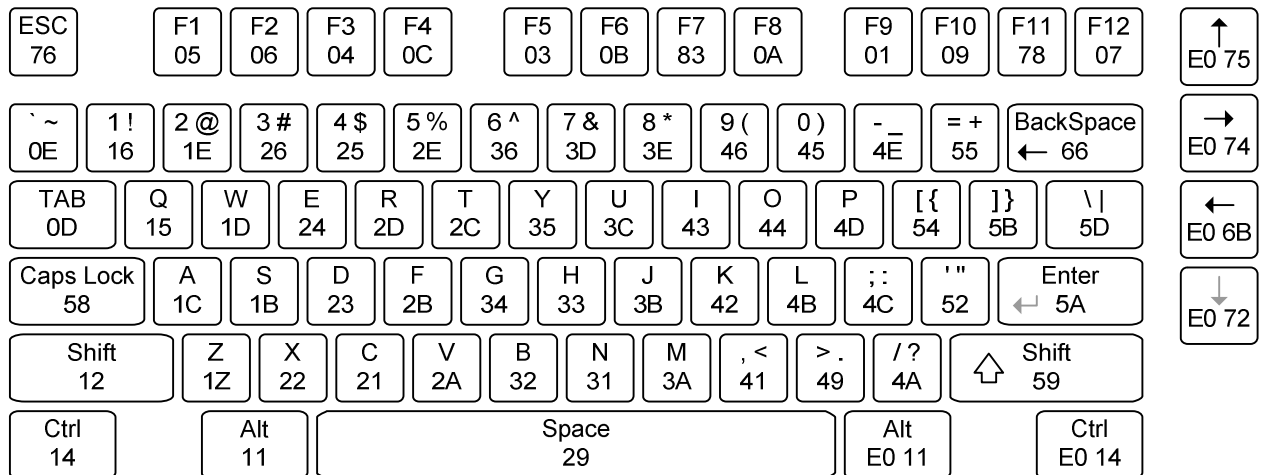 ESC F1 F2 F3 F4 F5 F6 F7 F8 F9 F10 F11 F12 ↑
76 05 06 04 0C 03 0B 83 0A 01 09 78 07 E0 75
` ~ 1 ! 2 @ 3 # 4 $ 5 % 6 ^ 7 & 8 * 9 ( 0 ) - _ = + BackSpace →
0E 16 1E 26 25 2E 36 3D 3E 46 45 4E 55 ← 66 E0 74
TAB Q W E R T Y U I O P [ { ] } \ | ←
0D 15 1D 24 2D 2C 35 3C 43 44 4D 54 5B 5D E0 6B
Caps Lock A S D F G H J K L ; : ' " Enter ↓
58 1C 1B 23 2B 34 33 3B 42 4B 4C 52 ↵ 5A E0 72
Shift Z X C V B N M , < > . / ? ⇧ Shift
12 1Z 22 21 2A 32 31 3A 41 49 4A 59
Ctrl Alt Space Alt Ctrl
14 11 29 E0 11 E0 14